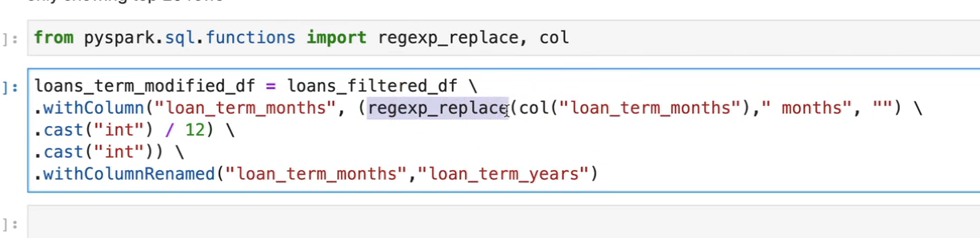 ]: from pyspark.sql.functions import regexp_replace, col
]: loans_term_modified_df = loans_filtered_df \
.withColumn("loan_term_months", (regexp_replace(col("loan_term_months")," months", "") \
.cast("int") / 12) \
.cast("int")) \
.withColumnRenamed("loan_term_months","loan_term_years")
]: